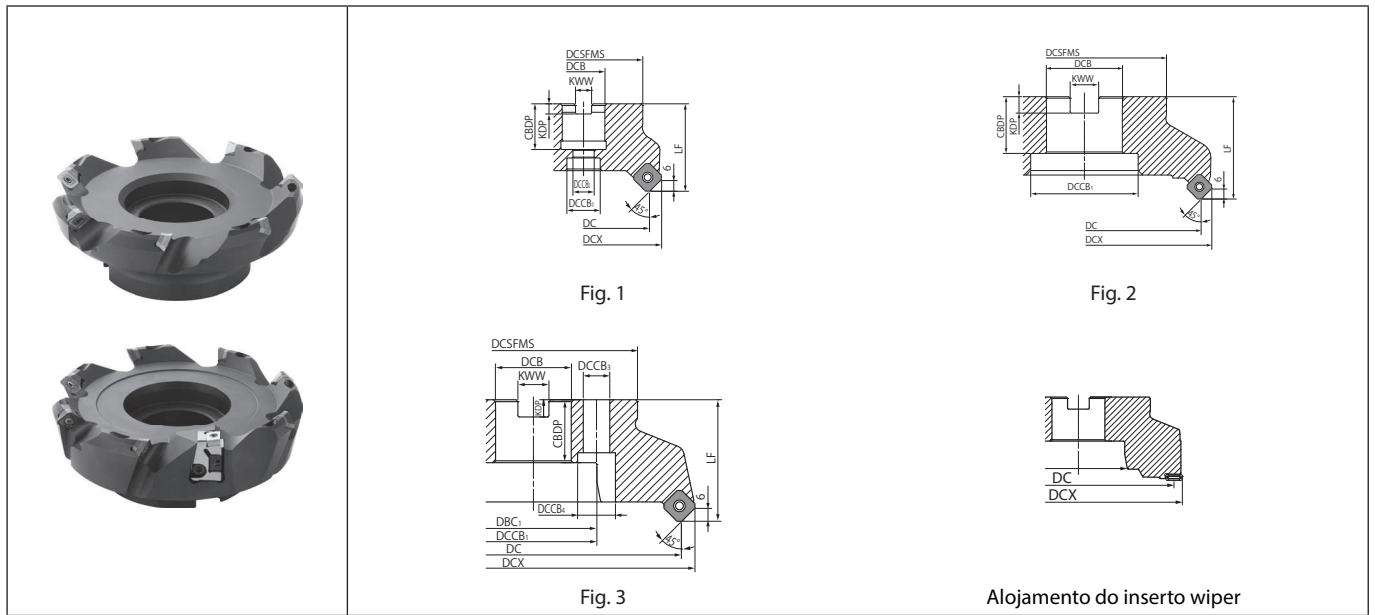 DCSFMS
DCB
KWW
CBDP
KDP
LF
6
DCCB2
DCCB1
45°
DC
DCX
Fig. 1
DCSFMS
DCB
KWW
CBDP
KDP
LF
6
DCCB1
45°
DC
DCX
Fig. 2
DCSFMS
DCB
DCCB3
KWW
KDP
CBDP
LF
6
DCCB4
DBC1
45°
DCCB1
DC
DCX
Fig. 3
DC
DCX
Alojamento do inserto wiper